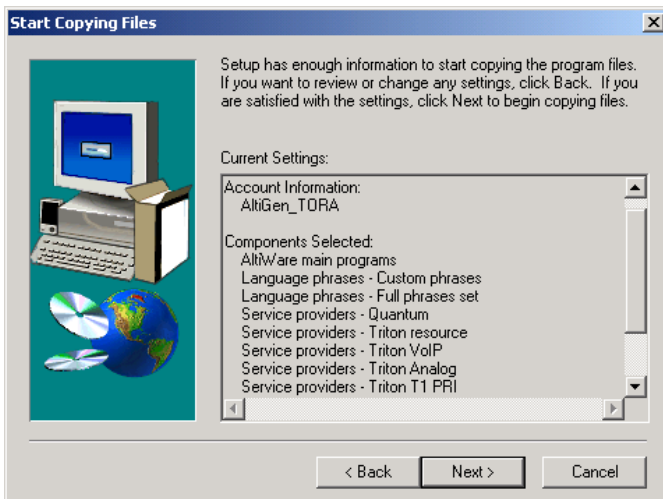 Start Copying Files
Setup has enough information to start copying the program files.
If you want to review or change any settings, click Back. If you
are satisfied with the settings, click Next to begin copying files.
Current Settings:
Account Information:
AltiGen_TORA
Components Selected:
AltiWare main programs
Language phrases - Custom phrases
Language phrases - Full phrases set
Service providers - Quantum
Service providers - Triton resource
Service providers - Triton VoIP
Service providers - Triton Analog
Service providers - Triton T1 PRI
< Back
Next >
Cancel